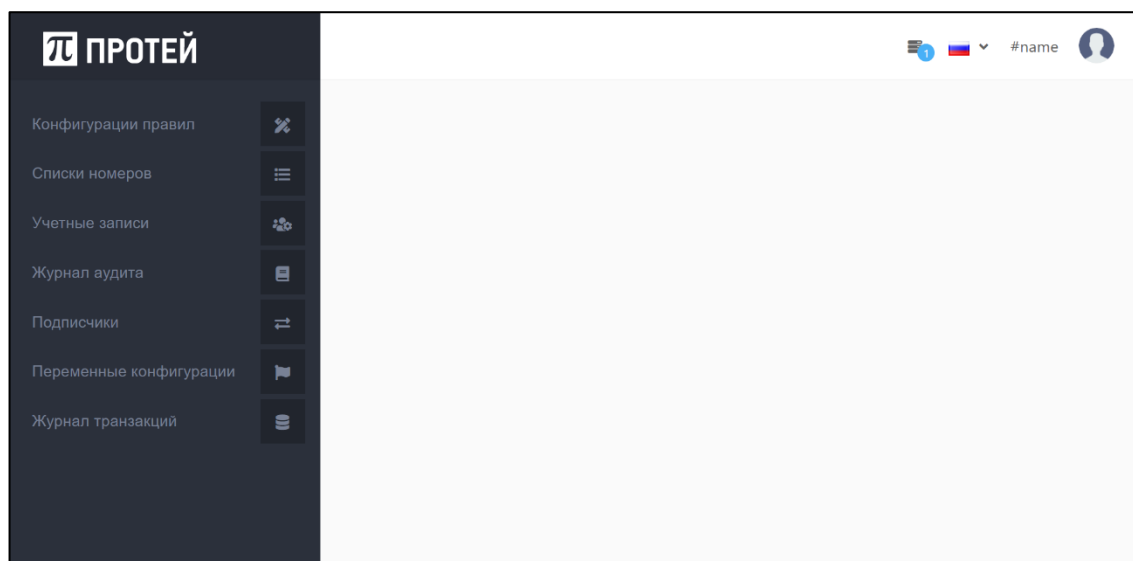 π ПРОТЕЙ
1
#name
Конфигурации правил
Списки номеров
Учетные записи
Журнал аудита
Подписчики
Переменные конфигурации
Журнал транзакций